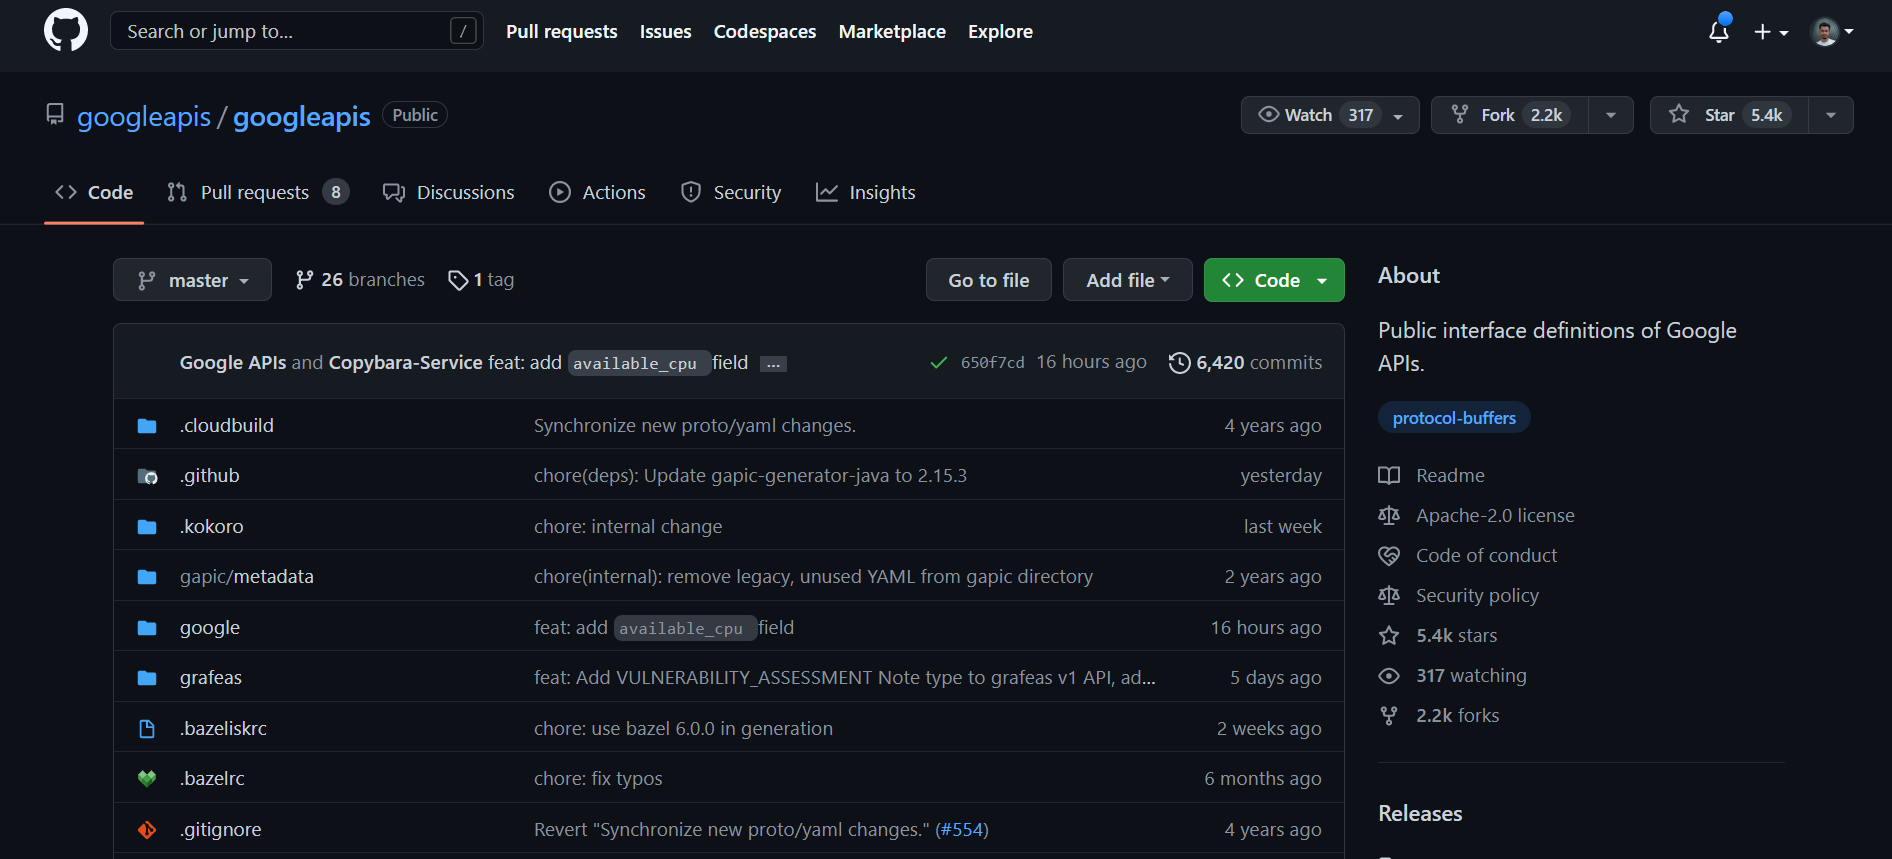 Search or jump to... /
Pull requests Issues Codespaces Marketplace Explore
googleapis / googleapis Public
Watch 317 Fork 2.2k Star 5.4k
Code Pull requests 8 Discussions Actions Security Insights
master 26 branches 1 tag Go to file Add file Code
Google APIs and Copybara-Service feat: add available_cpu field ... 650f7cd 16 hours ago 6,420 commits
.cloudbuild Synchronize new proto/yaml changes. 4 years ago
.github chore(deps): Update gapic-generator-java to 2.15.3 yesterday
.kokoro chore: internal change last week
gapic/metadata chore(internal): remove legacy, unused YAML from gapic directory 2 years ago
google feat: add available_cpu field 16 hours ago
grafeas feat: Add VULNERABILITY_ASSESSMENT Note type to grafeas v1 API, ad... 5 days ago
.bazeliskrc chore: use bazel 6.0.0 in generation 2 weeks ago
.bazelrc chore: fix typos 6 months ago
.gitignore Revert "Synchronize new proto/yaml changes." (#554) 4 years ago
About
Public interface definitions of Google
APIs.
protocol-buffers
Readme
Apache-2.0 license
Code of conduct
Security policy
5.4k stars
317 watching
2.2k forks
Releases